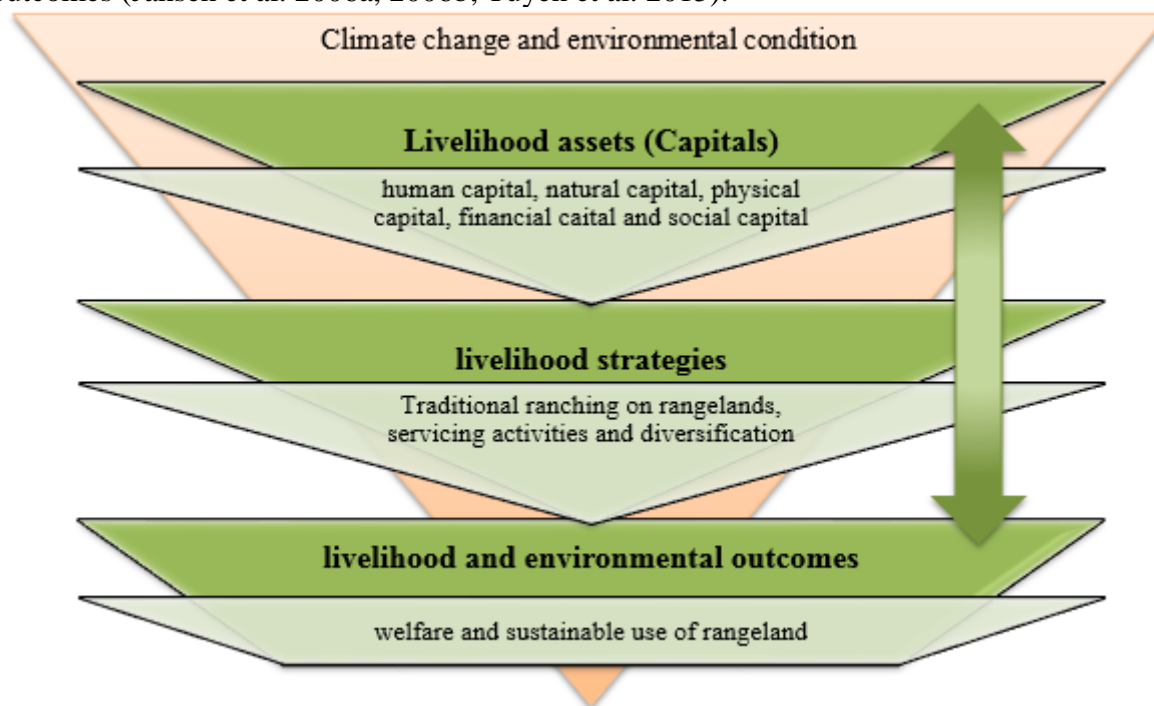 (Jansen et al. 2006a, 2006b; Tuyen et al. 2013).
Climate change and environmental condition
Livelihood assets (Capitals)
human capital, natural capital, physical
capital, financial caital and social capital
livelihood strategies
Traditional ranching on rangelands,
servicing activities and diversification
livelihood and environmental outcomes
welfare and sustainable use of rangeland